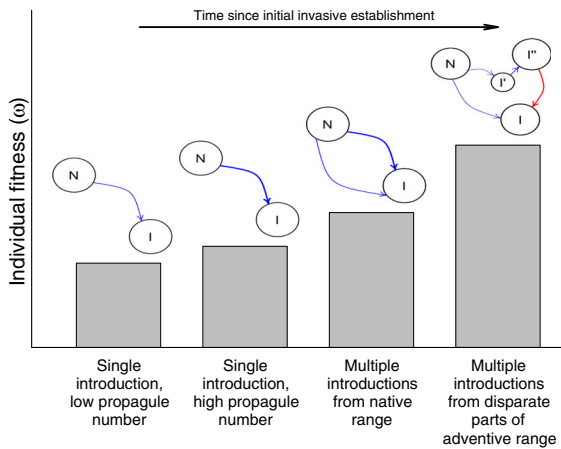 Time since initial invasive establishment
Individual fitness (ω)
N
I
N
I
N
I
N
I'
I"
I
Single
introduction,
low propagule
number
Single
introduction,
high propagule
number
Multiple
introductions
from native
range
Multiple
introductions
from disparate
parts of
adventive range